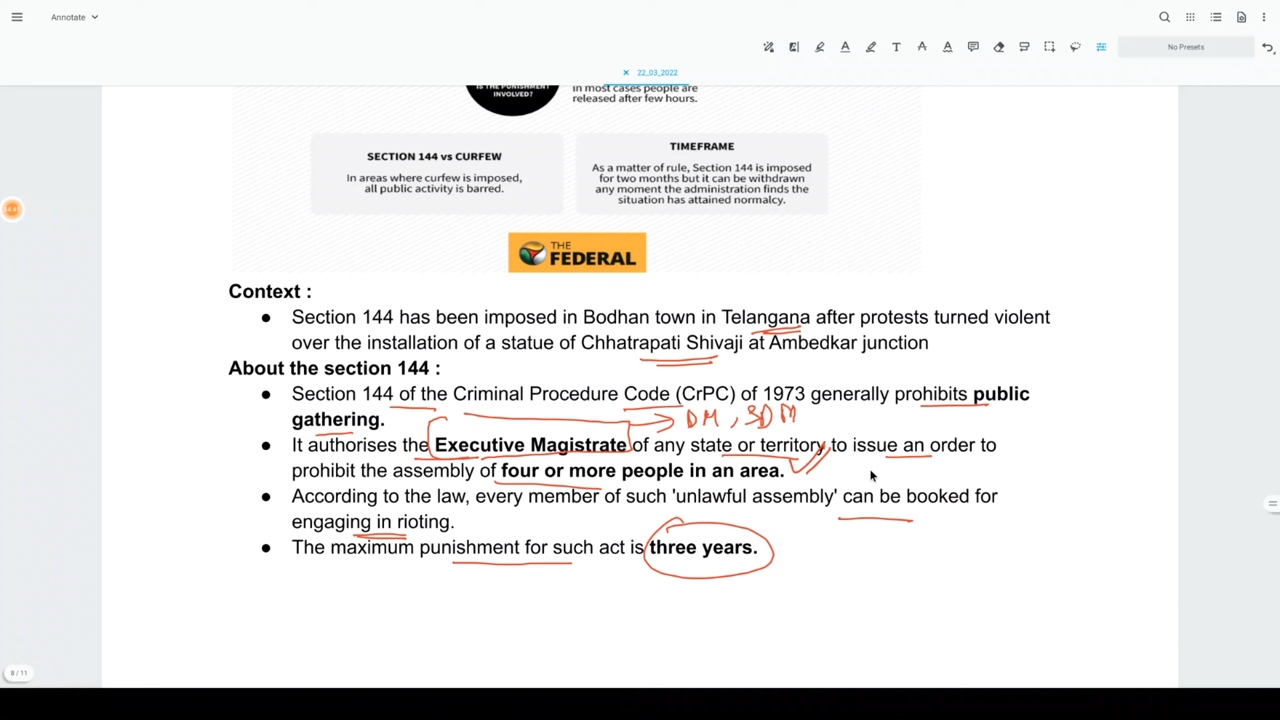 Annotate
No Presets
22_03_2022
IS THE PUNISHMENT
INVOLVED?
in most cases people are
released after few hours.
SECTION 144 vs CURFEW
In areas where curfew is imposed,
all public activity is barred.
TIMEFRAME
As a matter of rule, Section 144 is imposed
for two months but it can be withdrawn
any moment the administration finds the
situation has attained normalcy.
THE
FEDERAL
Context :
● Section 144 has been imposed in Bodhan town in Telangana after protests turned violent
over the installation of a statue of Chhatrapati Shivaji at Ambedkar junction
About the section 144 :
● Section 144 of the Criminal Procedure Code (CrPC) of 1973 generally prohibits public
gathering.
DM, SDM
● It authorises the Executive Magistrate of any state or territory to issue an order to
prohibit the assembly of four or more people in an area.
● According to the law, every member of such 'unlawful assembly' can be booked for
engaging in rioting.
● The maximum punishment for such act is three years.
8 / 11